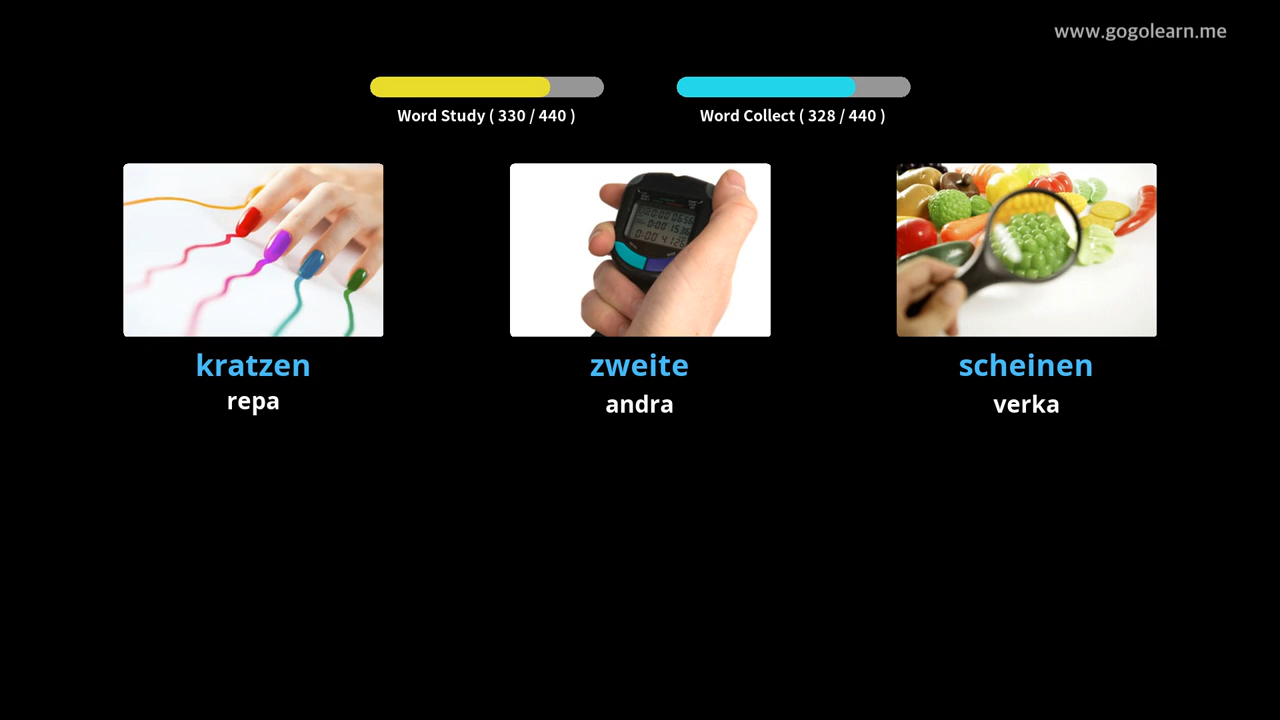 www.gogolearn.me
Word Study ( 330 / 440 )
Word Collect ( 328 / 440 )
kratzen
repa
zweite
andra
scheinen
verka